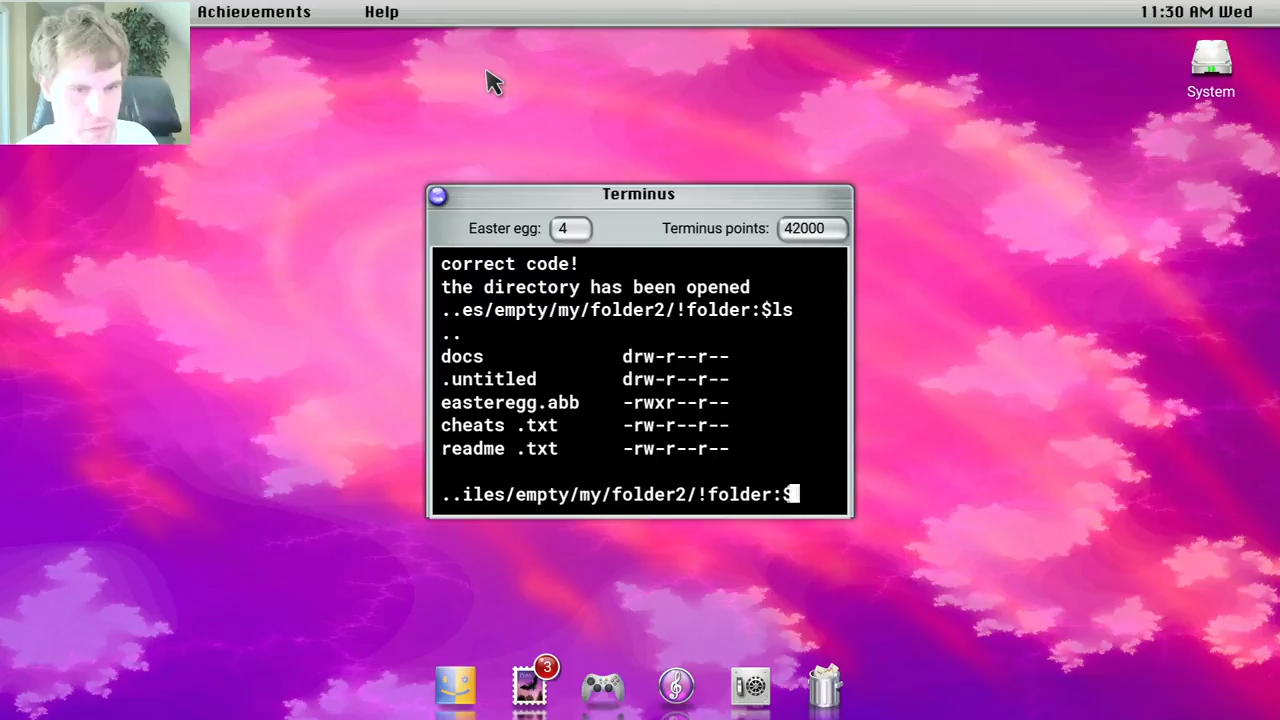 Achievements Help 11:30 AM Wed
System
Terminus
Easter egg: 4 Terminus points: 42000
correct code!
the directory has been opened
..es/empty/my/folder2/!folder:$ls
..
docs drw-r--r--
.untitled drw-r--r--
easteregg.abb -rwxr--r--
cheats .txt -rw-r--r--
readme .txt -rw-r--r--
..iles/empty/my/folder2/!folder:$
3